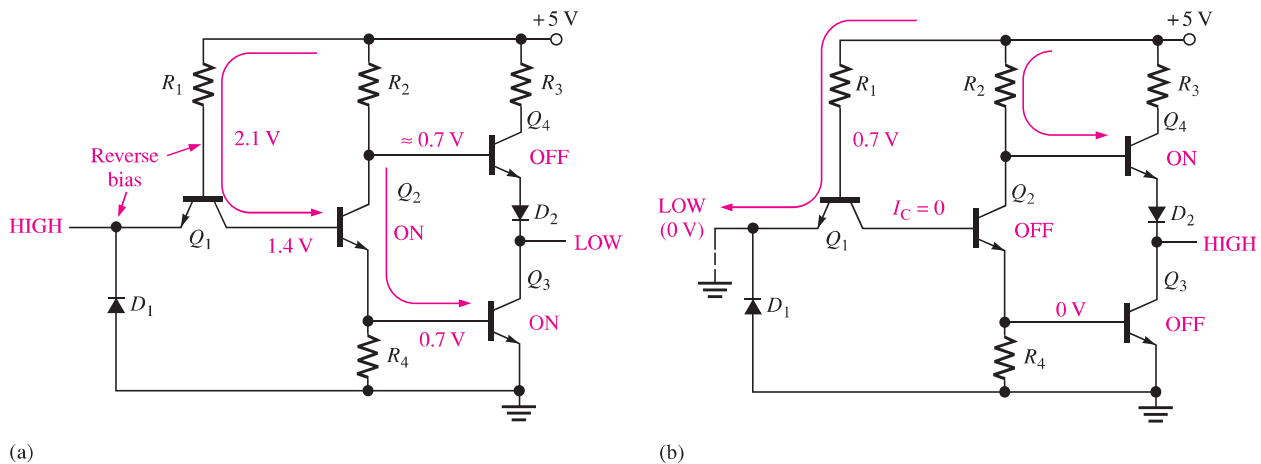 +5 V
R1
R2
R3
Q4
2.1 V
≈ 0.7 V
OFF
Reverse
bias
Q2
HIGH
D2
ON
Q1
1.4 V
LOW
Q3
D1
ON
0.7 V
R4
(a)
+5 V
R1
R2
R3
Q4
0.7 V
ON
Q2
LOW
(0 V)
IC = 0
D2
Q1
OFF
HIGH
Q3
D1
0 V
OFF
R4
(b)